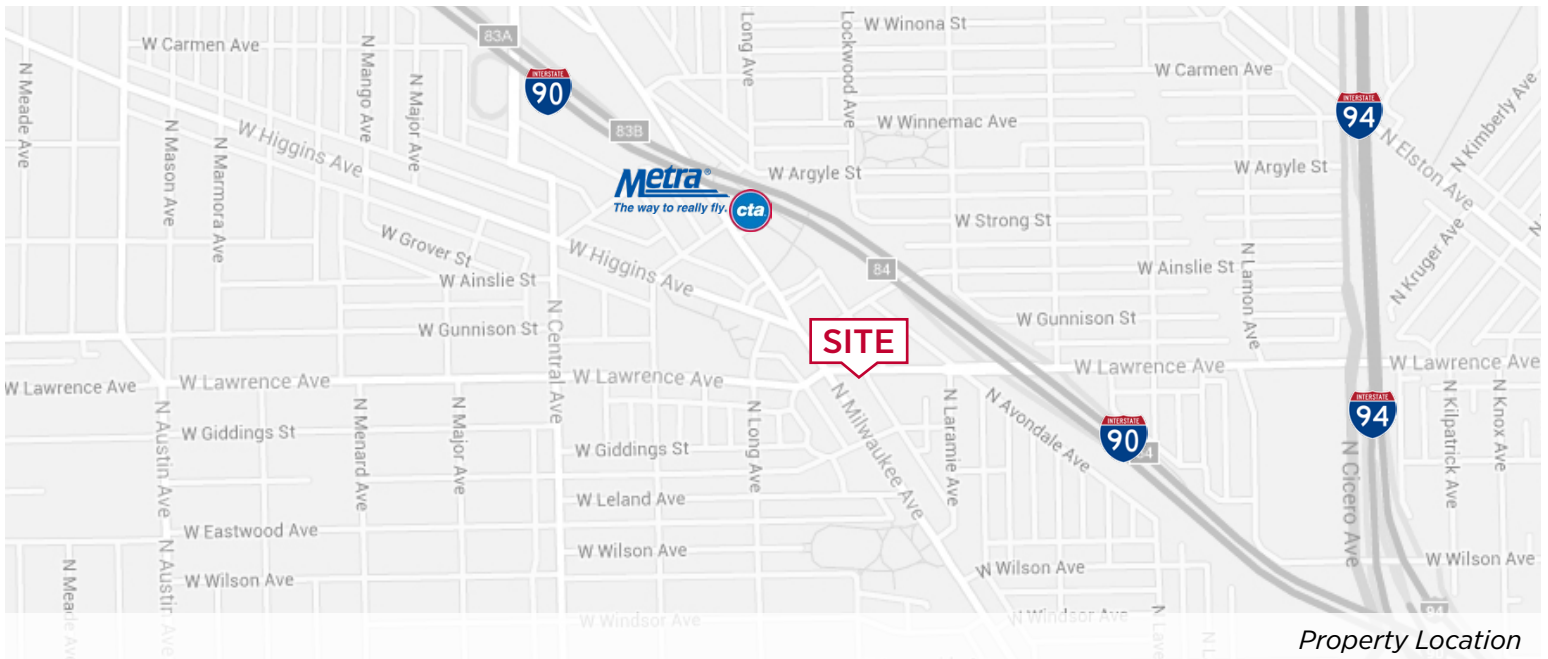 W Winona St
83A
W Carmen Ave
N Long Ave
Lockwood Ave
N Meade Ave
N Mango Ave
N Major Ave
INTERSTATE
90
W Carmen Ave
INTERSTATE
94
N Kimberly Ave
W Higgins Ave
83B
W Winnemac Ave
N Elston Ave
N Mason Ave
N Marmora Ave
Metra®
The way to really fly.
cta
W Argyle St
W Argyle St
W Strong St
W Grover St
W Higgins Ave
84
W Ainslie St
N Lamon Ave
N Kruger Ave
W Ainslie St
W Gunnison St
N Central Ave
SITE
W Gunnison St
W Lawrence Ave
W Lawrence Ave
W Lawrence Ave
W Lawrence Ave
W Lawrence Ave
N Austin Ave
N Menard Ave
N Major Ave
N Long Ave
N Milwaukee Ave
N Laramie Ave
N Avondale Ave
INTERSTATE
90
84
INTERSTATE
94
N Kilpatrick Ave
N Knox Ave
W Giddings St
W Giddings St
N Cicero Ave
W Leland Ave
W Eastwood Ave
W Wilson Ave
N Austin Ave
N Meade Ave
W Wilson Ave
N Wilson Ave
W Wilson Ave
W Windsor Ave
N Windsor Ave
94
Property Location